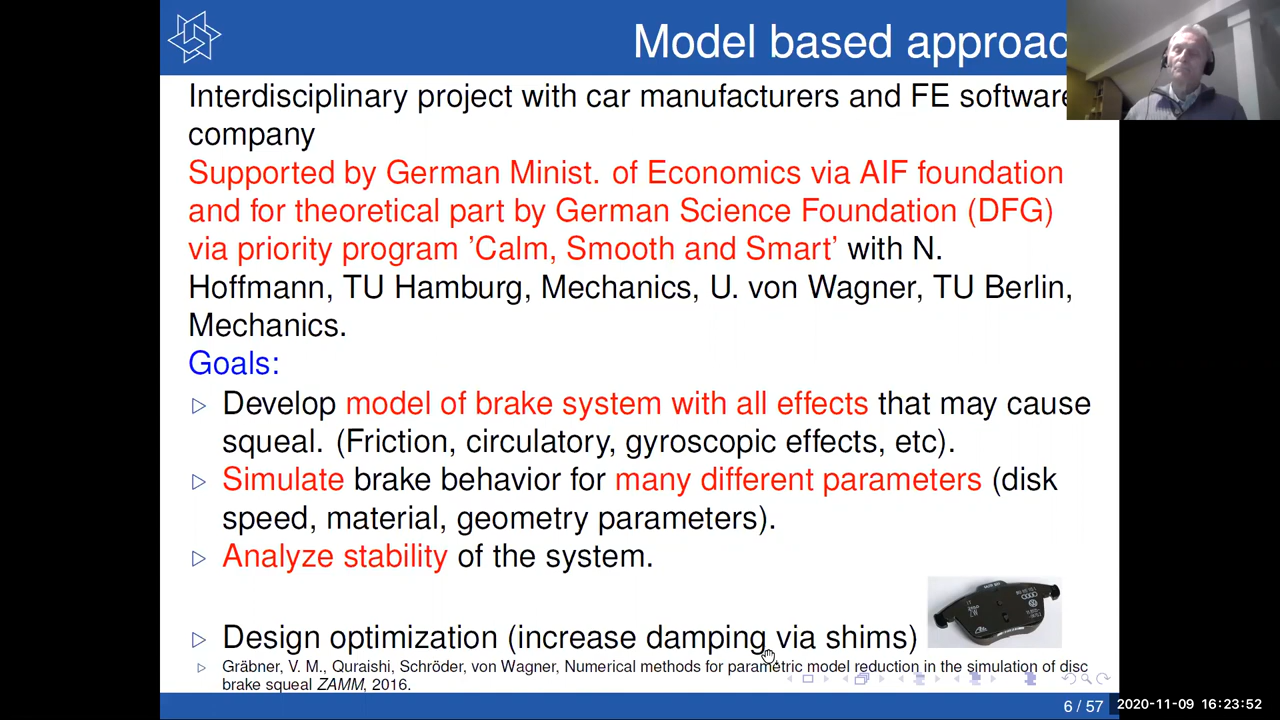 Model based approac
Interdisciplinary project with car manufacturers and FE software
company
Supported by German Minist. of Economics via AIF foundation
and for theoretical part by German Science Foundation (DFG)
via priority program 'Calm, Smooth and Smart' with N.
Hoffmann, TU Hamburg, Mechanics, U. von Wagner, TU Berlin,
Mechanics.
Goals:
Develop model of brake system with all effects that may cause
squeal. (Friction, circulatory, gyroscopic effects, etc).
Simulate brake behavior for many different parameters (disk
speed, material, geometry parameters).
Analyze stability of the system.
Design optimization (increase damping via shims)
Gräbner, V. M., Quraishi, Schröder, von Wagner, Numerical methods for parametric model reduction in the simulation of disc
brake squeal ZAMM, 2016.
6 / 57
2020-11-09 16:23:52